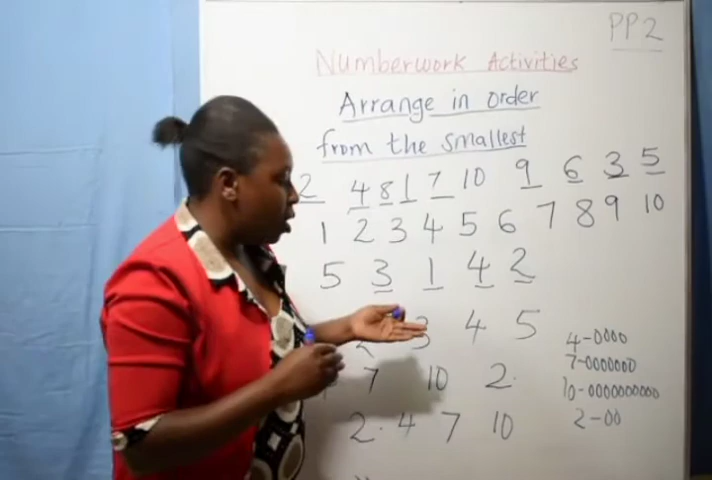 PP2
Numberwork Activities
Arrange in order
from the smallest
2 4 8 1 7 10 9 6 3 5
1 2 3 4 5 6 7 8 9 10
5 3 1 4 2
2 3 4 5
7 10 2.
2. 4 7 10
4-0000
7-0000000
10-0000000000
2-00